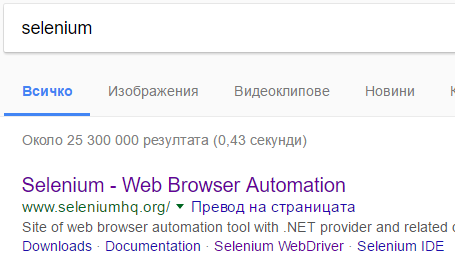 selenium
Всичко Изображения Видеоклипове Новини
Около 25 300 000 резултата (0,43 секунди)
Selenium - Web Browser Automation
www.seleniumhq.org/ ▼ Превод на страницата
Site of web browser automation tool with .NET provider and related
Downloads · Documentation · Selenium WebDriver · Selenium IDE